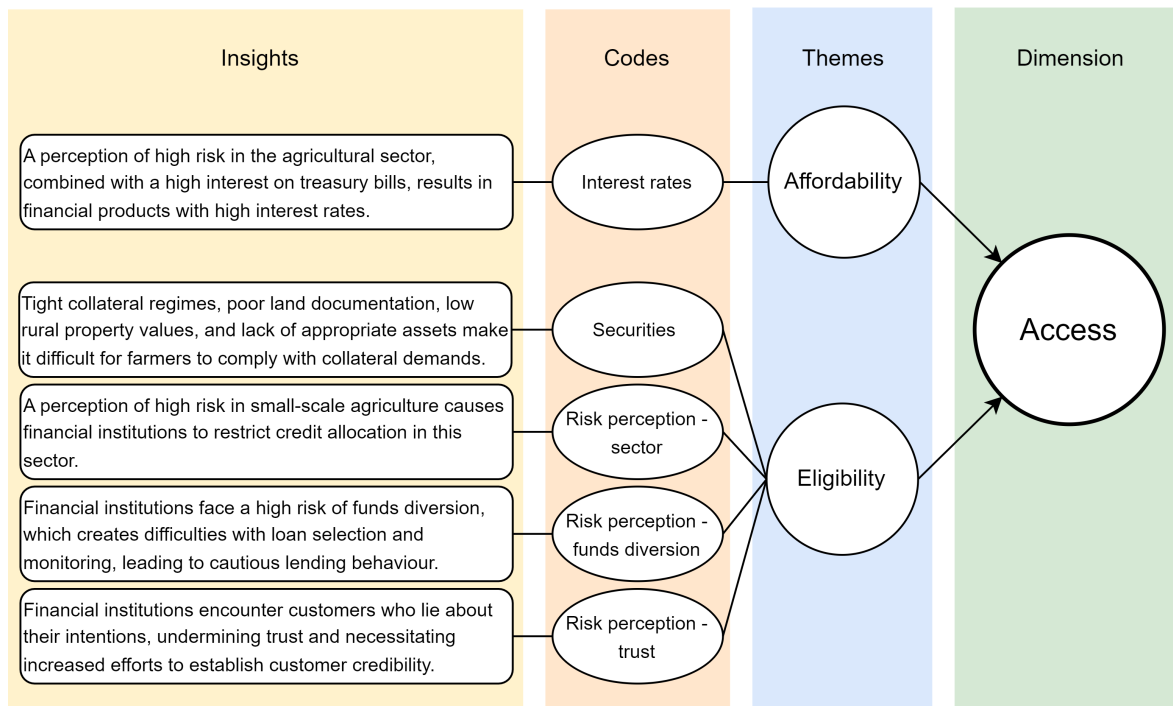 Insights
Codes
Themes
Dimension
A perception of high risk in the agricultural sector,
combined with a high interest on treasury bills, results in
financial products with high interest rates.
Interest rates
Affordability
Tight collateral regimes, poor land documentation, low
rural property values, and lack of appropriate assets make
it difficult for farmers to comply with collateral demands.
Securities
Access
A perception of high risk in small-scale agriculture causes
financial institutions to restrict credit allocation in this
sector.
Risk perception -
sector
Eligibility
Financial institutions face a high risk of funds diversion,
which creates difficulties with loan selection and
monitoring, leading to cautious lending behaviour.
Risk perception -
funds diversion
Financial institutions encounter customers who lie about
their intentions, undermining trust and necessitating
increased efforts to establish customer credibility.
Risk perception -
trust